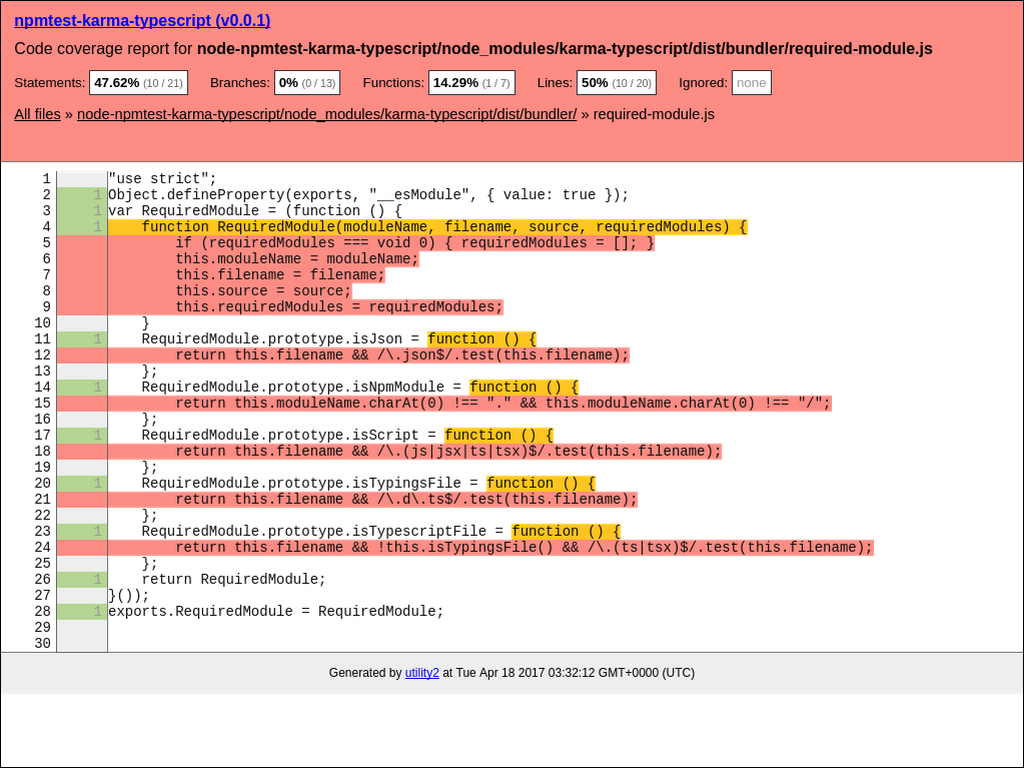 npmtest-karma-typescript (v0.0.1)
Code coverage report for node-npmtest-karma-typescript/node_modules/karma-typescript/dist/bundler/required-module.js
Statements: 47.62% (10 / 21) Branches: 0% (0 / 13) Functions: 14.29% (1 / 7) Lines: 50% (10 / 20) Ignored: none
All files » node-npmtest-karma-typescript/node_modules/karma-typescript/dist/bundler/ » required-module.js
1 "use strict";
2 1 Object.defineProperty(exports, "__esModule", { value: true });
3 1 var RequiredModule = (function () {
4 1     function RequiredModule(moduleName, filename, source, requiredModules) {
5         if (requiredModules === void 0) { requiredModules = []; }
6         this.moduleName = moduleName;
7         this.filename = filename;
8         this.source = source;
9         this.requiredModules = requiredModules;
10     }
11 1     RequiredModule.prototype.isJson = function () {
12         return this.filename && /\.json$/.test(this.filename);
13     };
14 1     RequiredModule.prototype.isNpmModule = function () {
15         return this.moduleName.charAt(0) !== "." && this.moduleName.charAt(0) !== "/";
16     };
17 1     RequiredModule.prototype.isScript = function () {
18         return this.filename && /\.(js|jsx|ts|tsx)$/.test(this.filename);
19     };
20 1     RequiredModule.prototype.isTypingsFile = function () {
21         return this.filename && /\.d\.ts$/.test(this.filename);
22     };
23 1     RequiredModule.prototype.isTypescriptFile = function () {
24         return this.filename && !this.isTypingsFile() && /\.(ts|tsx)$/.test(this.filename);
25     };
26 1     return RequiredModule;
27 }());
28 1 exports.RequiredModule = RequiredModule;
29
30
Generated by utility2 at Tue Apr 18 2017 03:32:12 GMT+0000 (UTC)